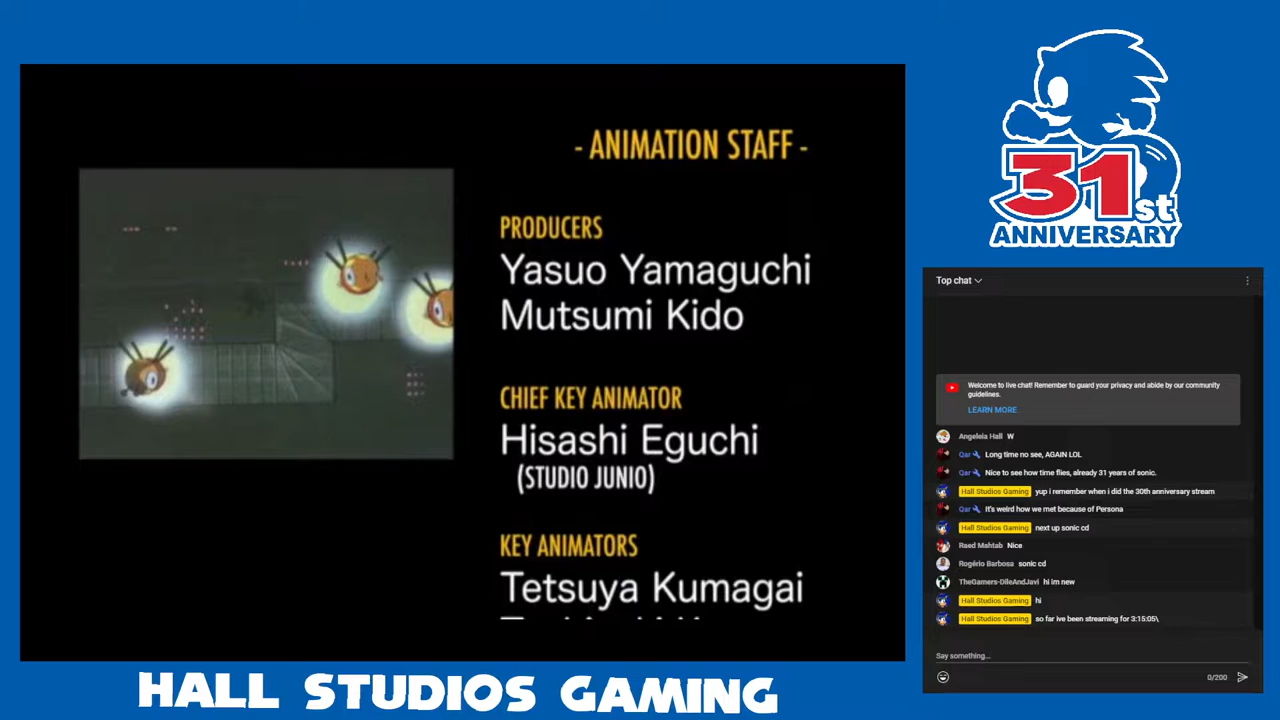 - ANIMATION STAFF -
PRODUCERS
Yasuo Yamaguchi
Mutsumi Kido
CHIEF KEY ANIMATOR
Hisashi Eguchi
(STUDIO JUNIO)
KEY ANIMATORS
Tetsuya Kumagai
HALL STUDIOS GAMING
31st
ANNIVERSARY
Top chat
Welcome to live chat! Remember to guard your privacy and abide by our community
guidelines.
LEARN MORE
Angeleia Hall W
Qar Long time no see, AGAIN LOL
Qar Nice to see how time flies, already 31 years of sonic.
Hall Studios Gaming yup i remember when i did the 30th anniversary stream
Qar It's weird how we met because of Persona
Hall Studios Gaming next up sonic cd
Raed Mahtab Nice
Rogério Barbosa sonic cd
TheGamers-DileAndJavi hi im new
Hall Studios Gaming hi
Hall Studios Gaming so far ive been streaming for 3:15:05\
Say something...
0/200